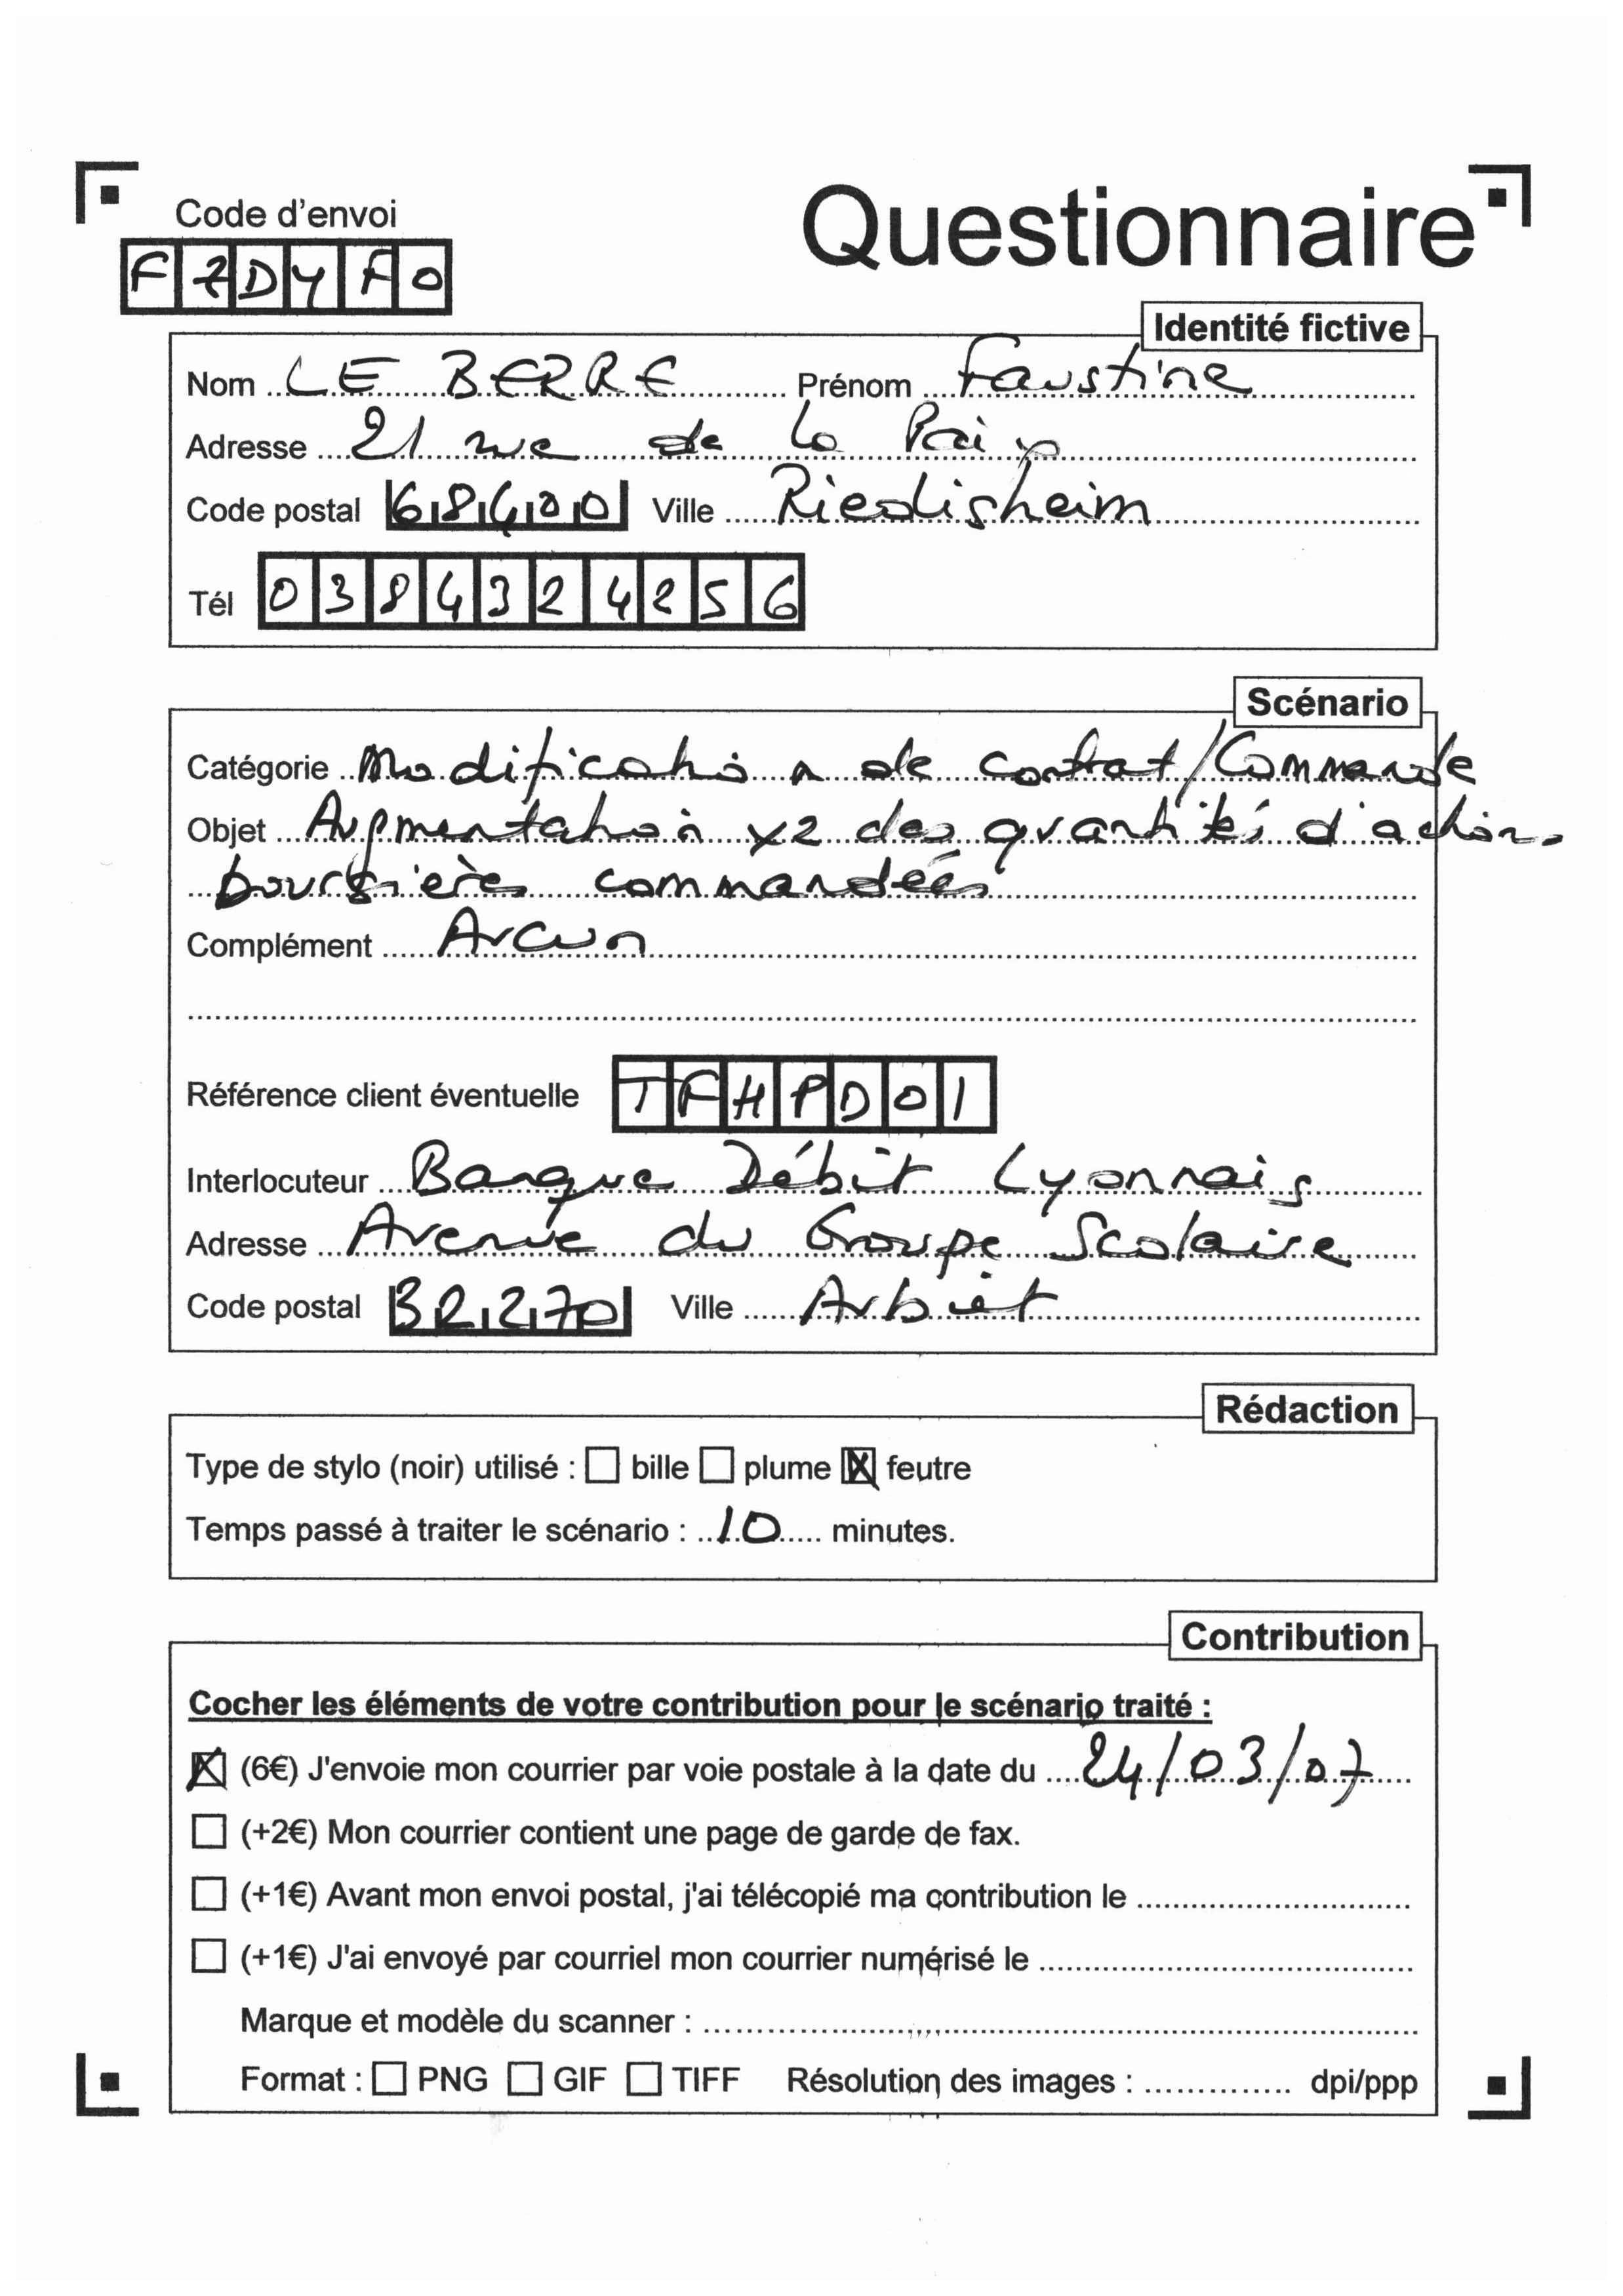 Code d'envoi
Questionnaire
F7DYF0
Identité fictive
Nom LE BERRE Prénom Faustine
Adresse 21 rue de la Paix
Code postal 68400 Ville Riedisheim
Tél 0384324256
Scénario
Catégorie Modification de contrat/Commande
Objet Augmentation x2 des quantités d'actions
boursières commandées
Complément Aucun
Référence client éventuelle TFHPD01
Interlocuteur Banque Débit Lyonnais
Adresse Avenue du Groupe Scolaire
Code postal 32270 Ville
Rédaction
Type de stylo (noir) utilisé : bille plume feutre
Temps passé à traiter le scénario : 10 minutes.
Contribution
Cocher les éléments de votre contribution pour le scénario traité :
(6€) J'envoie mon courrier par voie postale à la date du 24/03/07
(+2€) Mon courrier contient une page de garde de fax.
(+1€) Avant mon envoi postal, j'ai télécopié ma contribution le
(+1€) J'ai envoyé par courriel mon courrier numérisé le
Marque et modèle du scanner :
Format : PNG GIF TIFF Résolution des images : dpi/ppp